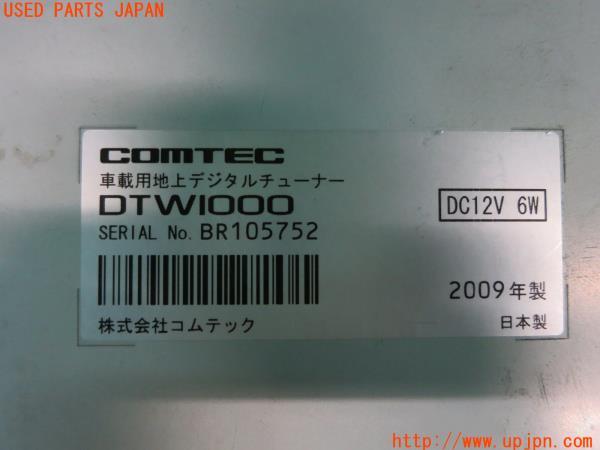 USED PARTS JAPAN
COMTEC
車載用地上デジタルチューナー
DTW1000
DC12V 6W
SERIAL No. BR105752
2009年製
株式会社コムテック
日本製
http://www.upjpn.com/